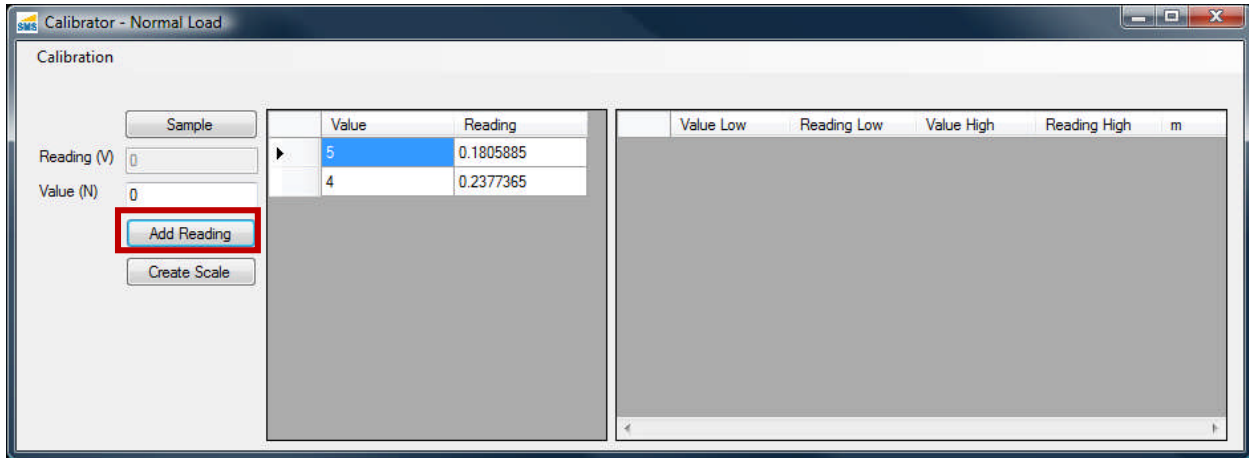 SMS Calibrator - Normal Load
Calibration
Sample
Reading (V) 0
Value (N) 0
Add Reading
Create Scale
Value Reading
5 0.1805885
4 0.2377365
Value Low Reading Low Value High Reading High m